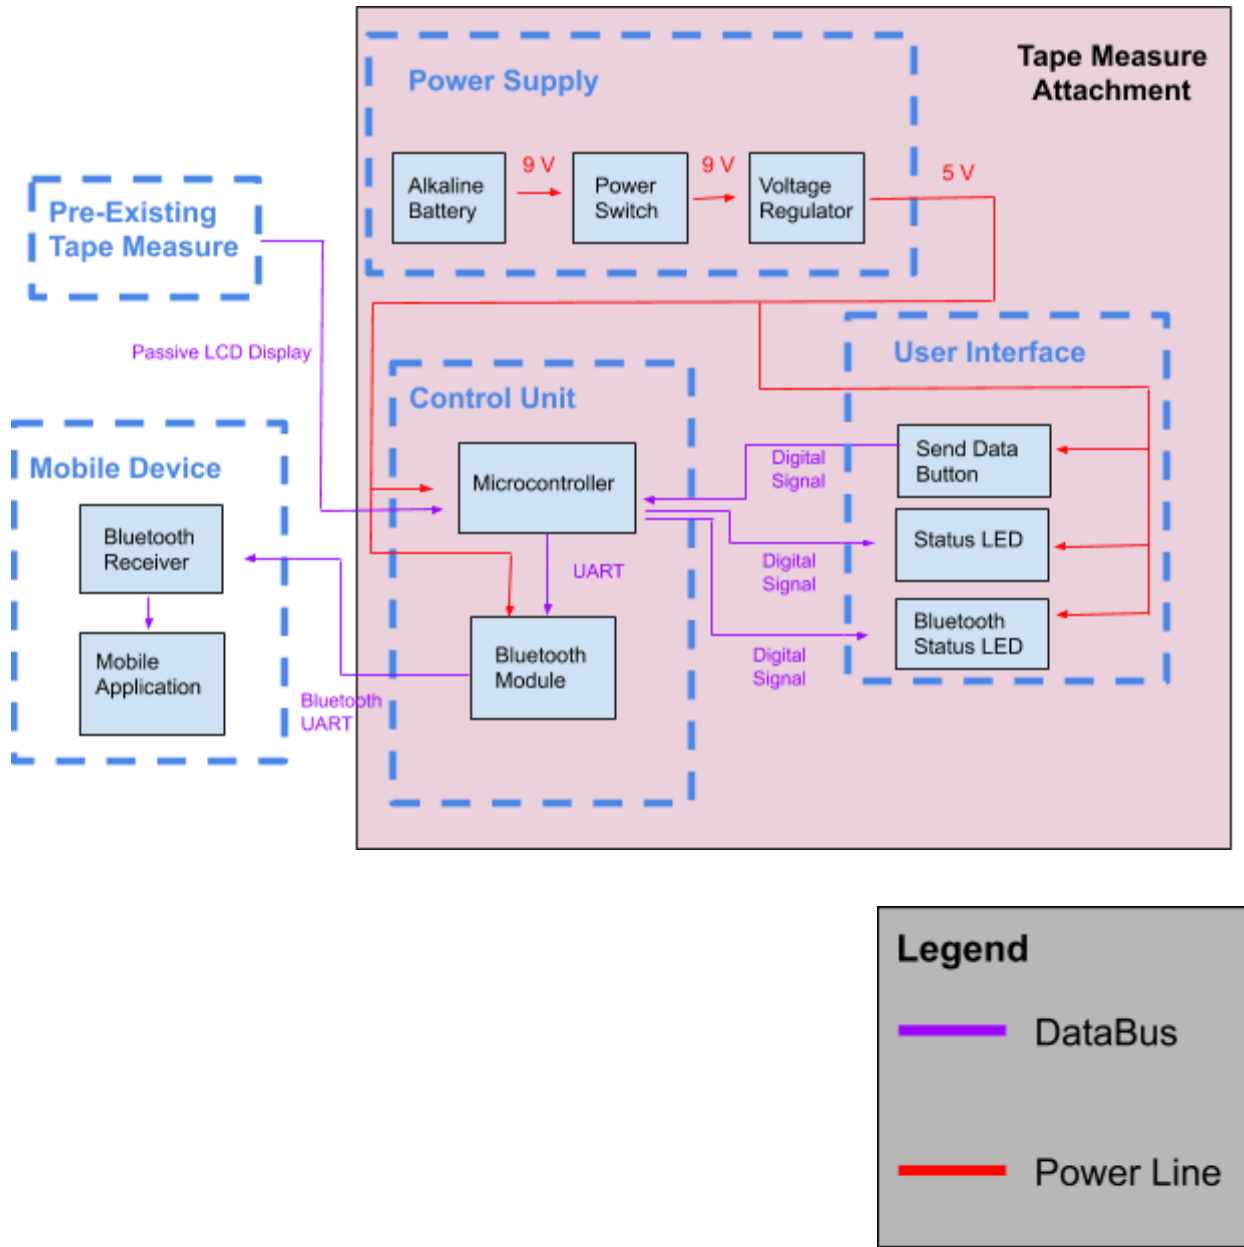 Tape Measure
Attachment
Power Supply
Alkaline
Battery
9 V
Power
Switch
9 V
Voltage
Regulator
5 V
Pre-Existing
Tape Measure
Passive LCD Display
User Interface
Control Unit
Mobile Device
Microcontroller
Digital
Signal
Send Data
Button
Bluetooth
Receiver
UART
Digital
Signal
Status LED
Bluetooth
Status LED
Mobile
Application
Bluetooth
UART
Bluetooth
Module
Digital
Signal
Legend
DataBus
Power Line